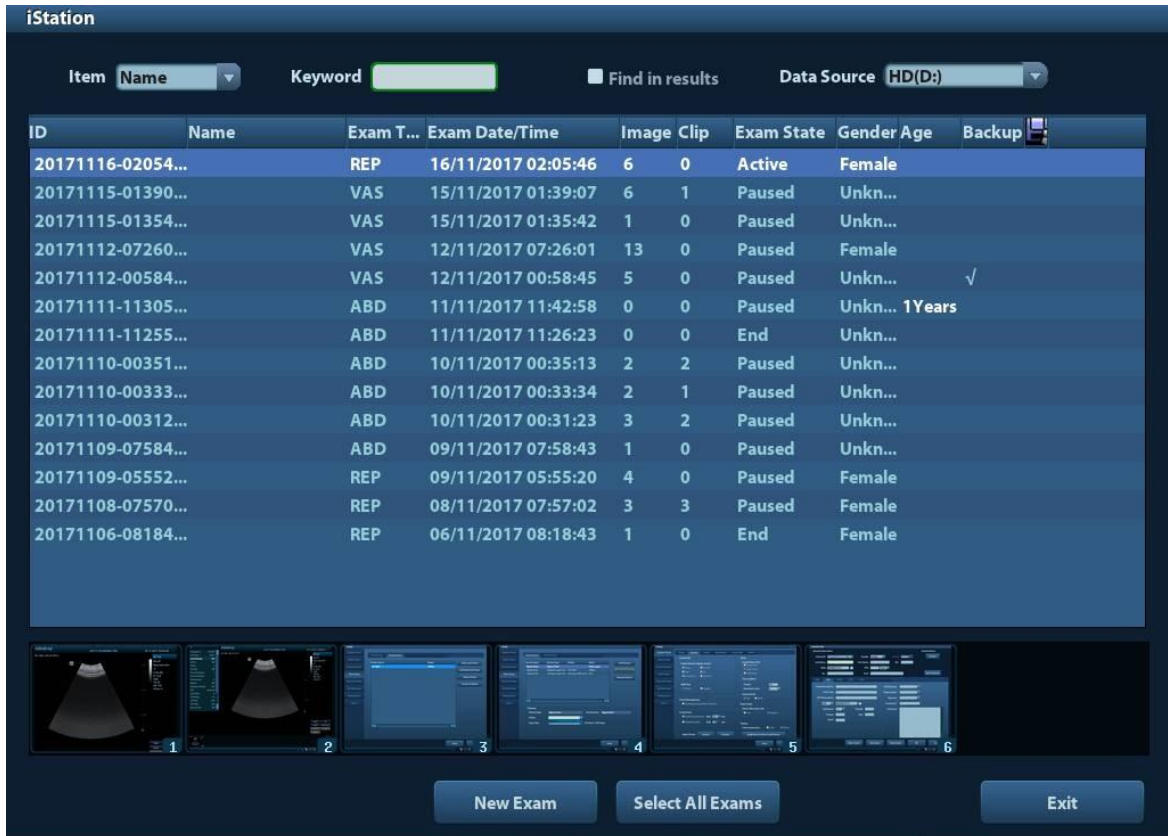 iStation
Item Name Keyword Find in results Data Source HD(D:)
ID Name Exam T... Exam Date/Time Image Clip Exam State Gender Age Backup
20171116-02054... REP 16/11/2017 02:05:46 6 0 Active Female
20171115-01390... VAS 15/11/2017 01:39:07 6 1 Paused Unkn...
20171115-01354... VAS 15/11/2017 01:35:42 1 0 Paused Unkn...
20171112-07260... VAS 12/11/2017 07:26:01 13 0 Paused Female
20171112-00584... VAS 12/11/2017 00:58:45 5 0 Paused Unkn... √
20171111-11305... ABD 11/11/2017 11:42:58 0 0 Paused Unkn... 1Years
20171111-11255... ABD 11/11/2017 11:26:23 0 0 End Unkn...
20171110-00351... ABD 10/11/2017 00:35:13 2 2 Paused Unkn...
20171110-00333... ABD 10/11/2017 00:33:34 2 1 Paused Unkn...
20171110-00312... ABD 10/11/2017 00:31:23 3 2 Paused Unkn...
20171109-07584... ABD 09/11/2017 07:58:43 1 0 Paused Unkn...
20171109-05552... REP 09/11/2017 05:55:20 4 0 Paused Female
20171108-07570... REP 08/11/2017 07:57:02 3 3 Paused Female
20171106-08184... REP 06/11/2017 08:18:43 1 0 End Female
1 2 3 4 5 6
New Exam Select All Exams Exit